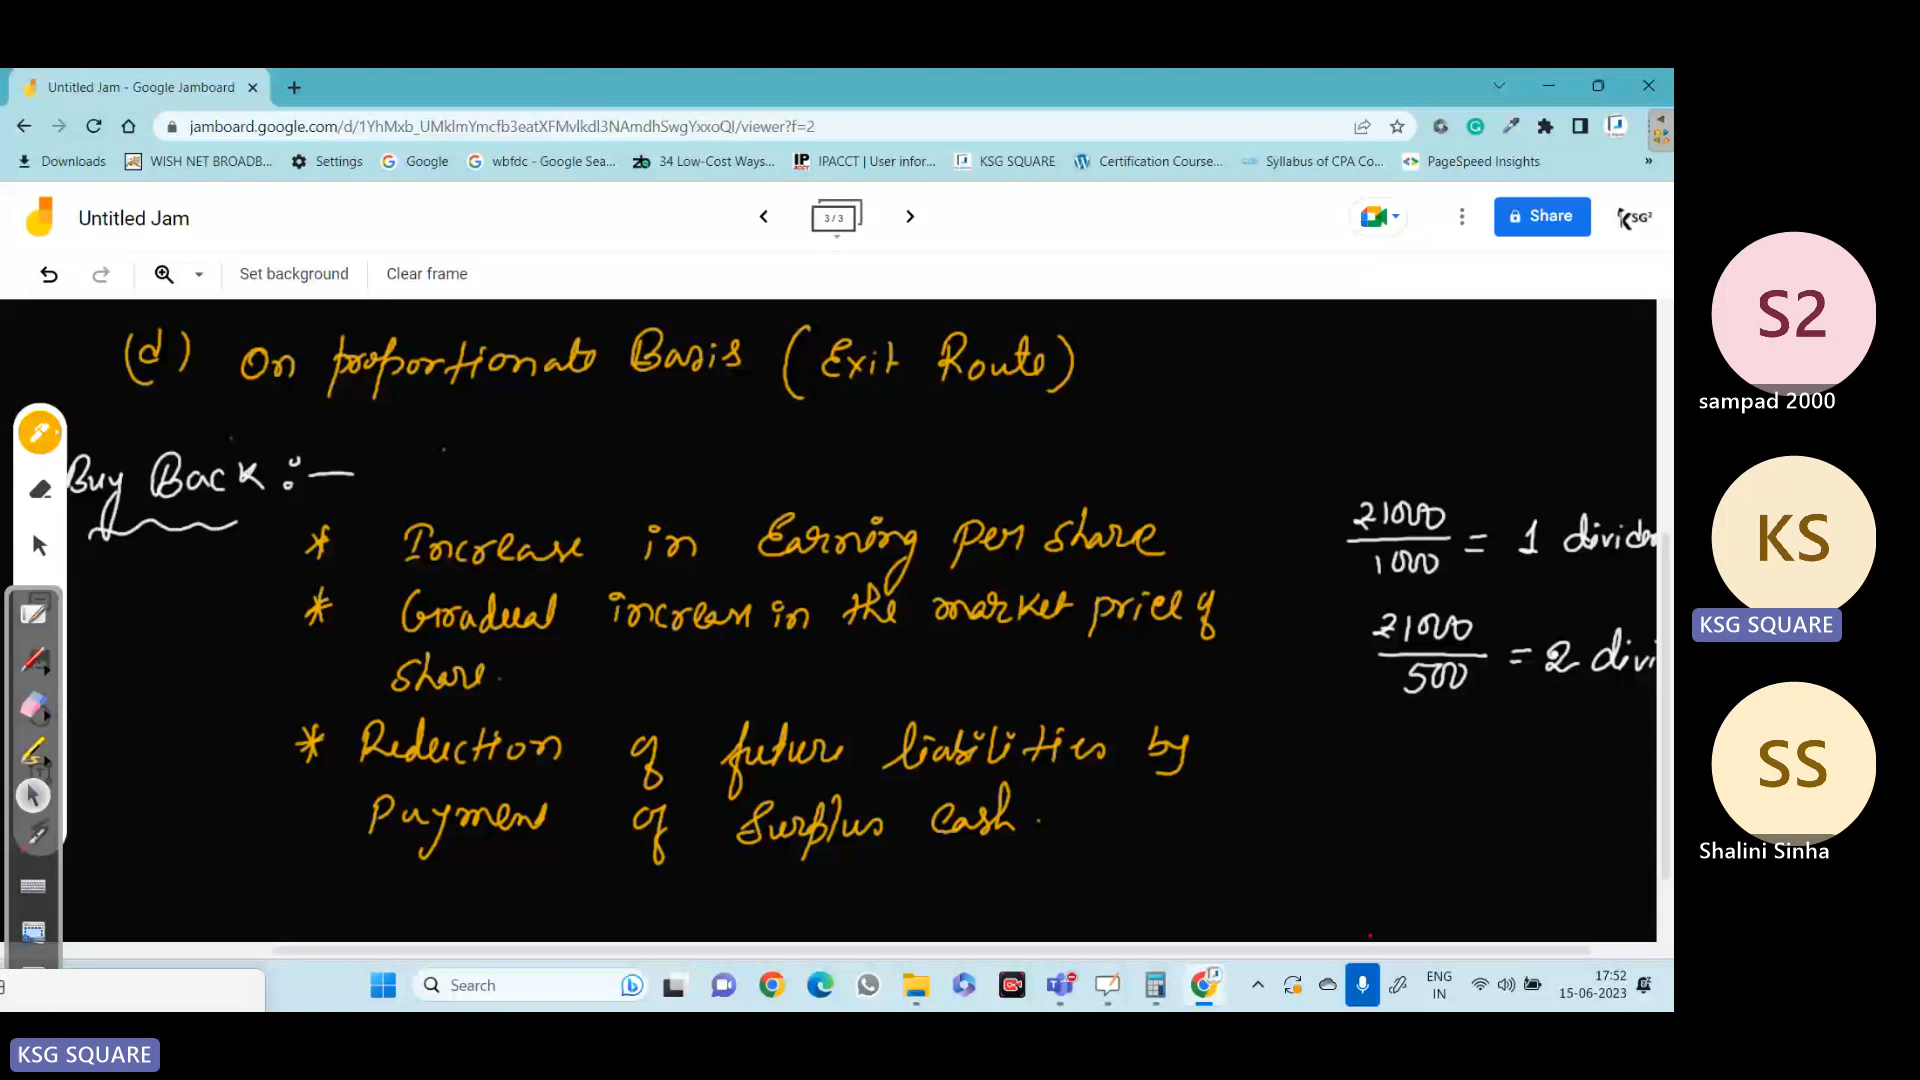 Untitled Jam - Google Jamboard
jamboard.google.com/d/1YhMxb_UMklmYmcfb3eatXFMvlkdl3NAmdhSwgYxxoQI/viewer?f=2
Downloads WISH NET BROADB... Settings Google wbfdc - Google Sea... 34 Low-Cost Ways... IPACCT | User infor... KSG SQUARE Certification Course... Syllabus of CPA Co... PageSpeed Insights »
Untitled Jam
3 / 3
Share
KSG²
Set background Clear frame
(d) On proportionate Basis (Exit Route)
Buy Back :—
* Increase in Earning per share
* Gradual increase in the market price of
share.
* Reduction of future liabilities by
Payment of Surplus cash.
21000
1000
= 1 dividen
21000
500
= 2 divi
S2
sampad 2000
KS
KSG SQUARE
SS
Shalini Sinha
Search
ENG
IN
17:52
15-06-2023
KSG SQUARE